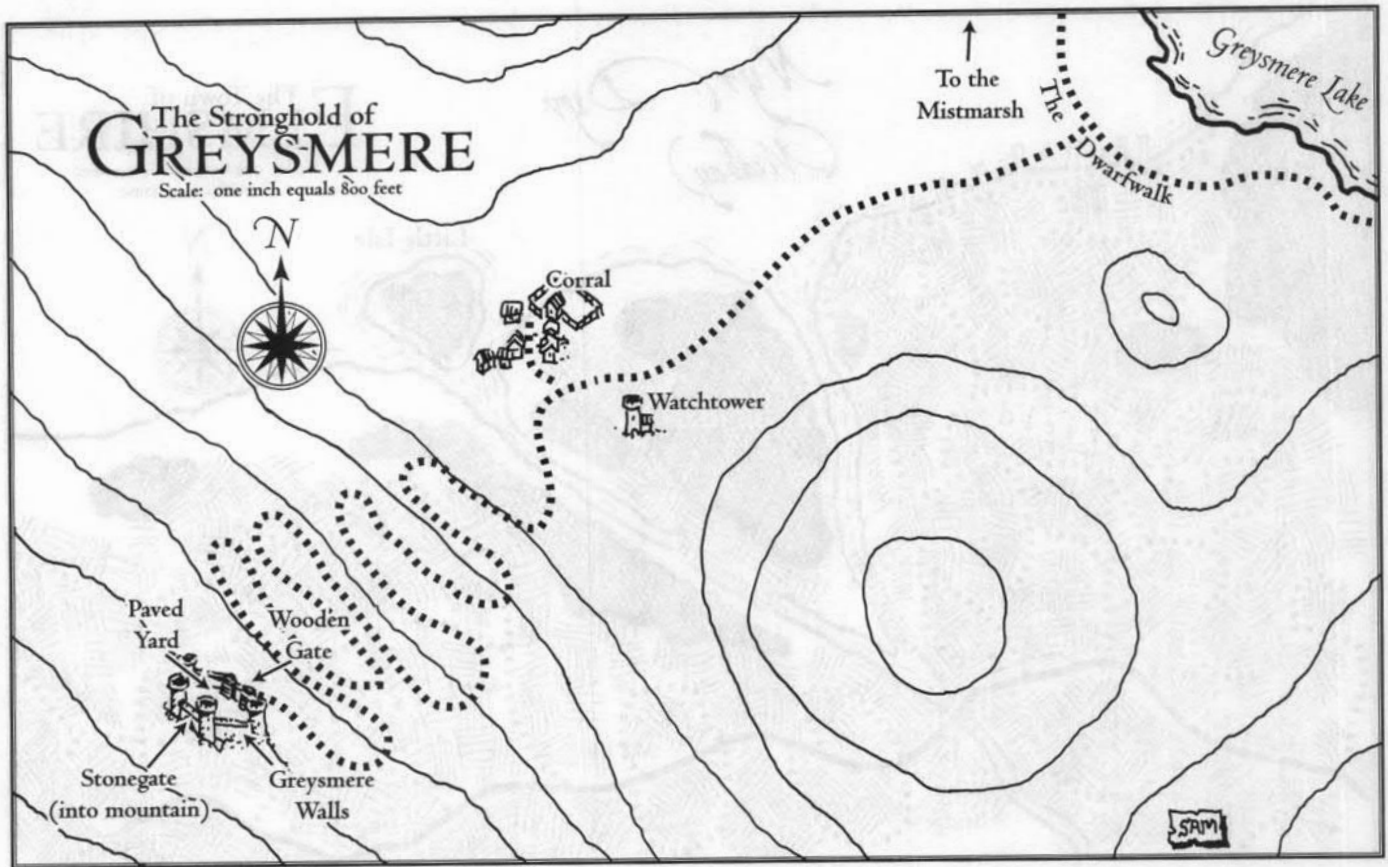 The Stronghold of
GREYSMERE
Scale: one inch equals 800 feet
N
To the
Mistmarsh
The
Dwarfwalk
Greysmere Lake
Corral
Watchtower
Paved
Yard
Wooden
Gate
Stonegate
(into mountain)
Greysmere
Walls
SAM